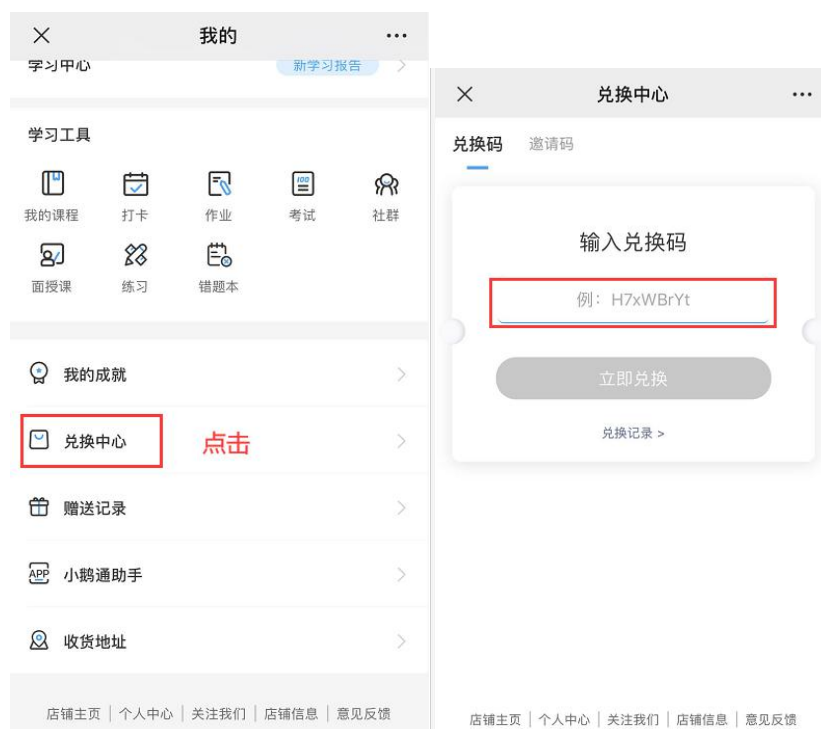 我的
学习中心
新学习报告
学习工具
100
我的课程 打卡 作业 考试 社群
面授课 练习 错题本
我的成就
兑换中心
点击
赠送记录
APP
小鹅通助手
收货地址
店铺主页 | 个人中心 | 关注我们 | 店铺信息 | 意见反馈
兑换中心
兑换码 邀请码
输入兑换码
例：H7xWBrYt
立即兑换
兑换记录 >
店铺主页 | 个人中心 | 关注我们 | 店铺信息 | 意见反馈